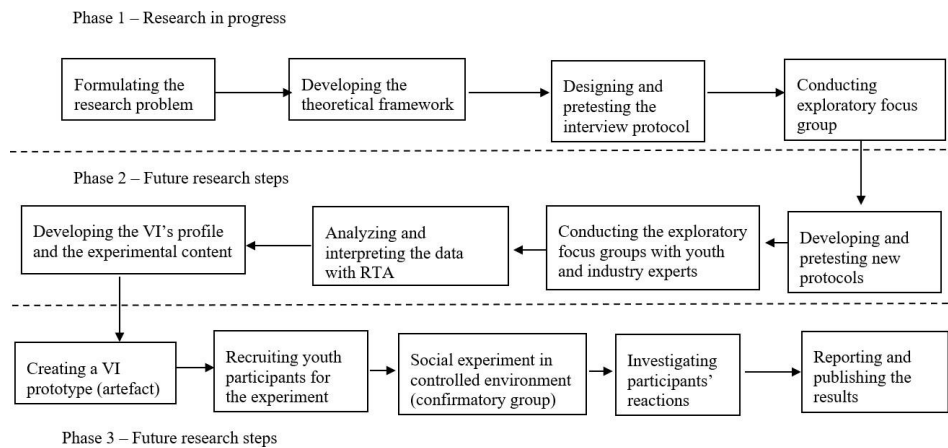 Phase 1 – Research in progress
Formulating the
research problem
Developing the
theoretical framework
Designing and
pretesting the
interview protocol
Conducting
exploratory focus
group
Phase 2 – Future research steps
Developing the VI’s profile
and the experimental content
Analyzing and
interpreting the data
with RTA
Conducting the exploratory
focus groups with youth
and industry experts
Developing and
pretesting new
protocols
Creating a VI
prototype (artefact)
Recruiting youth
participants for
the experiment
Social experiment in
controlled environment
(confirmatory group)
Investigating
participants’
reactions
Reporting and
publishing the
results
Phase 3 – Future research steps